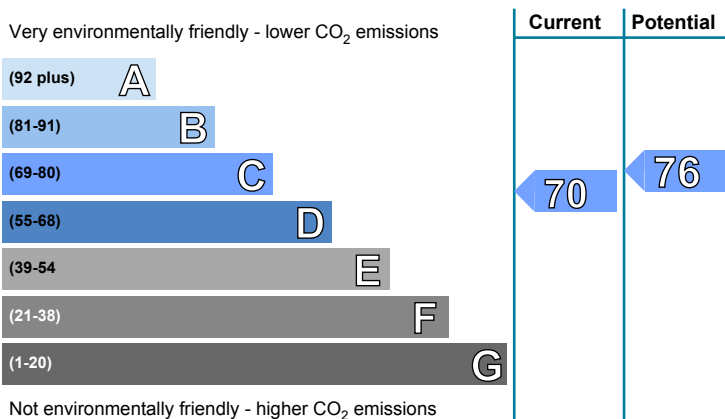 Very environmentally friendly - lower CO2 emissions
Current
Potential
(92 plus) A
(81-91) B
(69-80) C
(55-68) D
(39-54 E
(21-38) F
(1-20) G
70
76
Not environmentally friendly - higher CO2 emissions